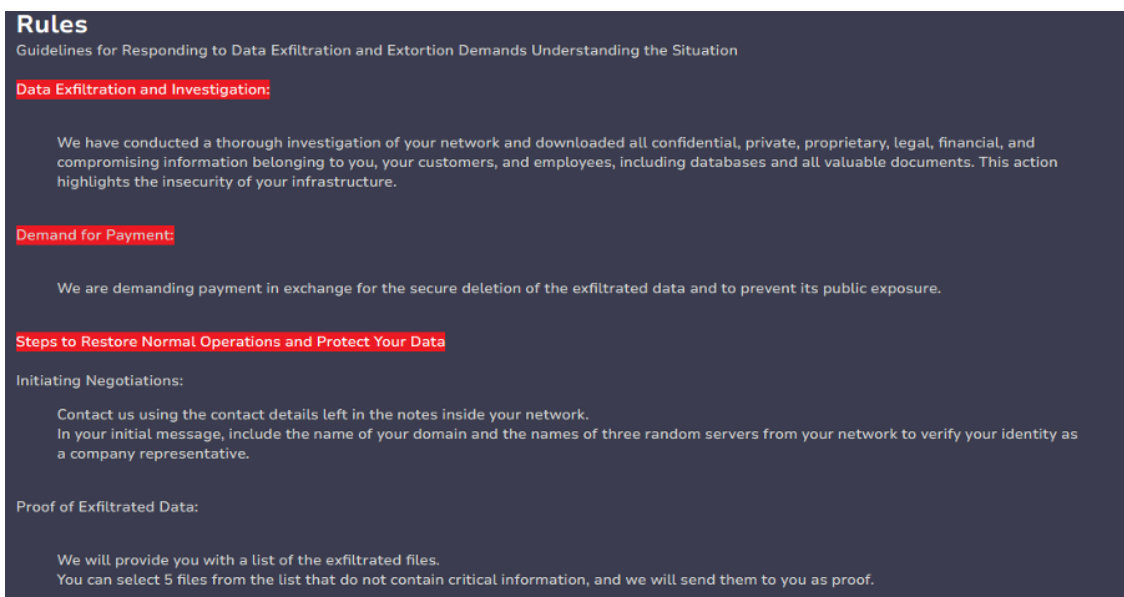 Rules
Guidelines for Responding to Data Exfiltration and Extortion Demands Understanding the Situation
Data Exfiltration and Investigation:
We have conducted a thorough investigation of your network and downloaded all confidential, private, proprietary, legal, financial, and
compromising information belonging to you, your customers, and employees, including databases and all valuable documents. This action
highlights the insecurity of your infrastructure.
Demand for Payment:
We are demanding payment in exchange for the secure deletion of the exfiltrated data and to prevent its public exposure.
Steps to Restore Normal Operations and Protect Your Data
Initiating Negotiations:
Contact us using the contact details left in the notes inside your network.
In your initial message, include the name of your domain and the names of three random servers from your network to verify your identity as
a company representative.
Proof of Exfiltrated Data:
We will provide you with a list of the exfiltrated files.
You can select 5 files from the list that do not contain critical information, and we will send them to you as proof.